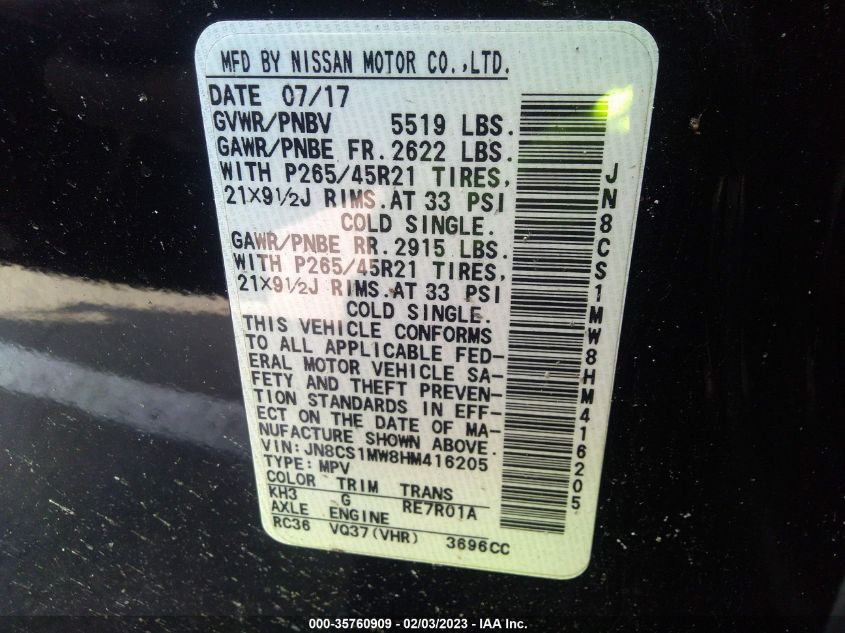 MFD BY NISSAN MOTOR CO.,LTD.
DATE 07/17
GVWR/PNBV 5519 LBS.
GAWR/PNBE FR. 2622 LBS.
WITH P265/45R21 TIRES,
21X9½J RIMS. AT 33 PSI
COLD SINGLE.
GAWR/PNBE RR. 2915 LBS.
WITH P265/45R21 TIRES,
21X9½J RIMS. AT 33 PSI
COLD SINGLE.
THIS VEHICLE CONFORMS
TO ALL APPLICABLE FED-
ERAL MOTOR VEHICLE SA-
FETY AND THEFT PREVEN-
TION STANDARDS IN EFF-
ECT ON THE DATE OF MA-
NUFACTURE SHOWN ABOVE.
VIN: JN8CS1MW8HM416205
TYPE: MPV
COLOR TRIM TRANS
KH3 G RE7R01A
AXLE ENGINE
RC36 VQ37(VHR) 3696CC
JN8CS1MW8HM416205
000-35760909 - 02/03/2023 - IAA Inc.